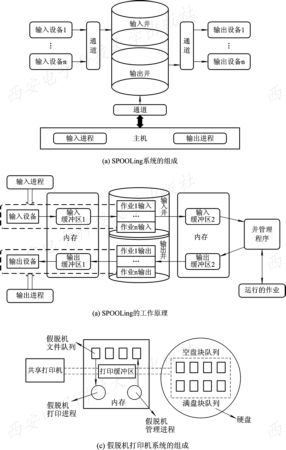 输入设备1
输入井
输出设备1
...
通道
通道
...
输入设备n
输出井
输出设备n
通道
输入进程
主机
输出进程
(a) SPOOLing系统的组成
输入进程
输入设备
输入
缓冲区1
作业1输入
...
作业n输入
输入井
输入
缓冲区2
内存
内存
井管理
程序
输出设备
输出
缓冲区1
作业1输出
...
作业n输出
输出井
输出
缓冲区2
输出进程
运行的作业
(a) SPOOLing的工作原理
假脱机
文件队列
空盘块队列
共享打印机
打印缓冲区
内存
满盘块队列
假脱机
打印进程
假脱机
管理进程
硬盘
(c) 假脱机打印机系统的组成